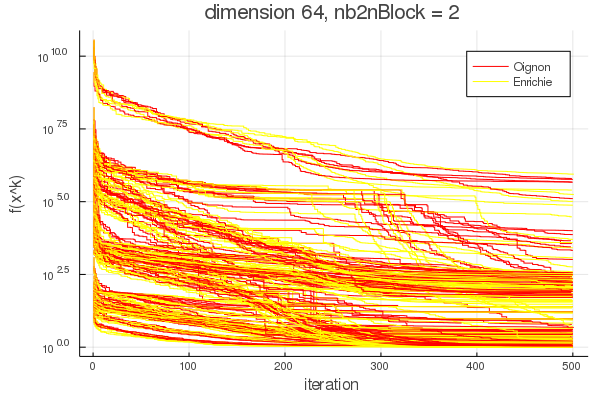 dimension 64, nb2nBlock = 2
10^10.0
10^7.5
10^5.0
10^2.5
10^0.0
f(x^k)
Oignon
Enrichie
0 100 200 300 400 500
iteration